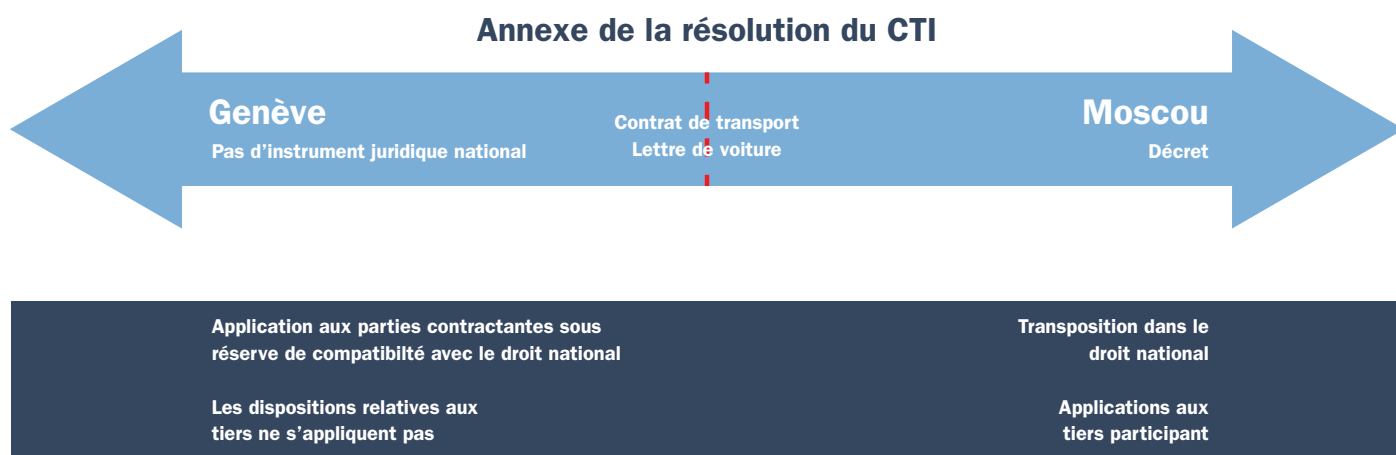 Annexe de la résolution du CTI
Genève
Pas d'instrument juridique national
Contrat de transport
Lettre de voiture
Moscou
Décret
Application aux parties contractantes sous
réserve de compatibilté avec le droit national
Les dispositions relatives aux
tiers ne s'appliquent pas
Transposition dans le
droit national
Applications aux
tiers participant